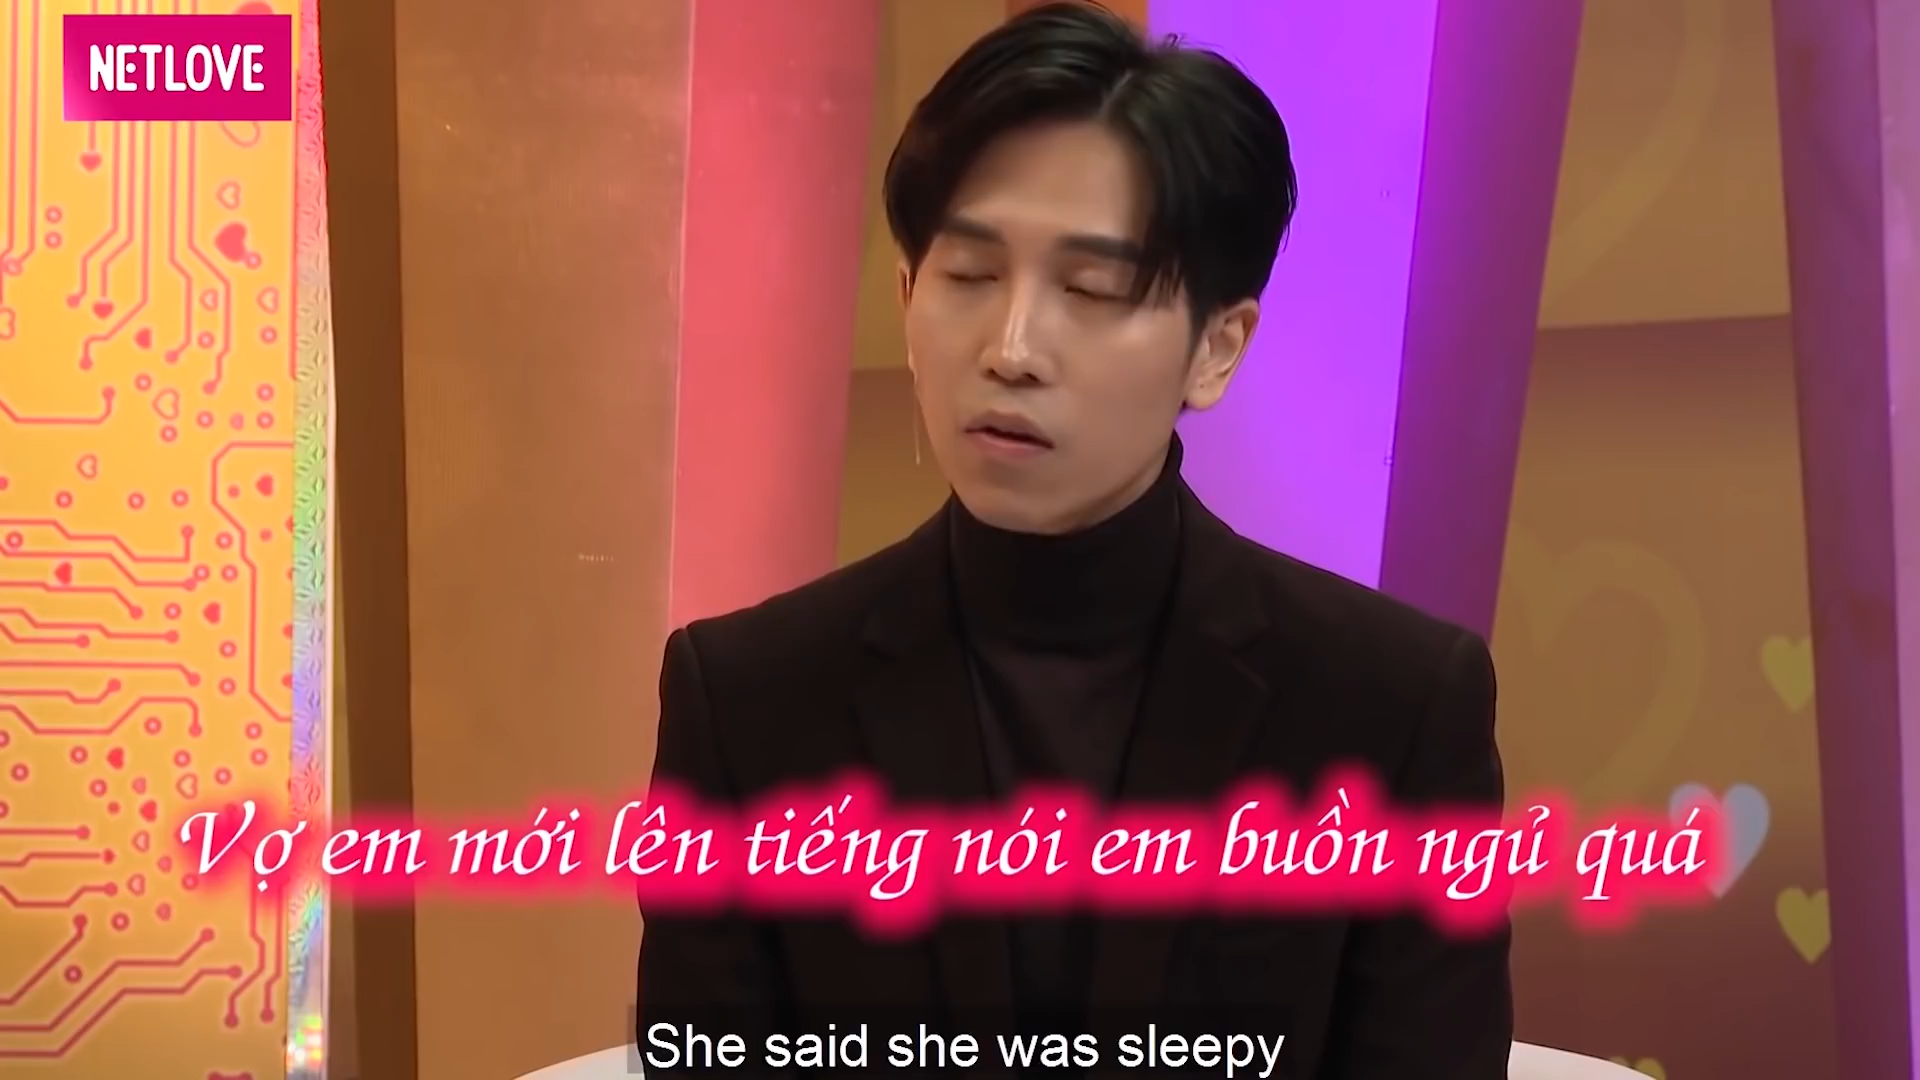 NETLOVE
Vợ em mới lên tiếng nói em buồn ngủ quá
She said she was sleepy